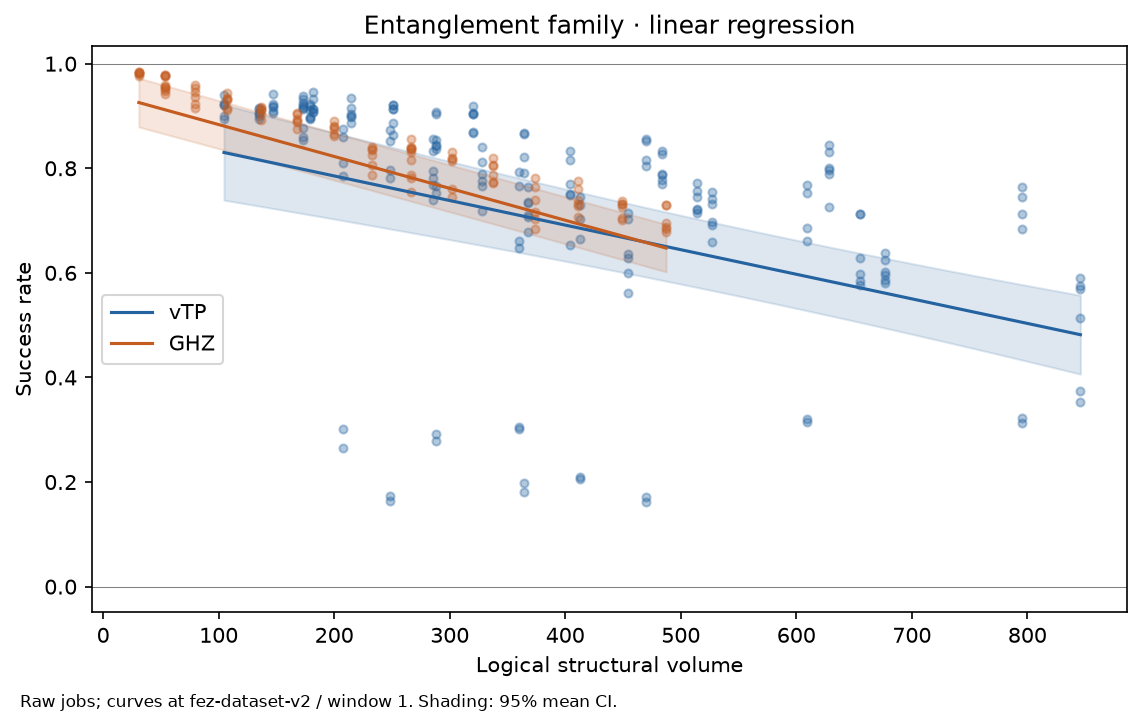 Entanglement family · linear regression
1.0
0.8
0.6
0.4
0.2
0.0
Success rate
vTP
GHZ
0 100 200 300 400 500 600 700 800
Logical structural volume
Raw jobs; curves at fez-dataset-v2 / window 1. Shading: 95% mean CI.